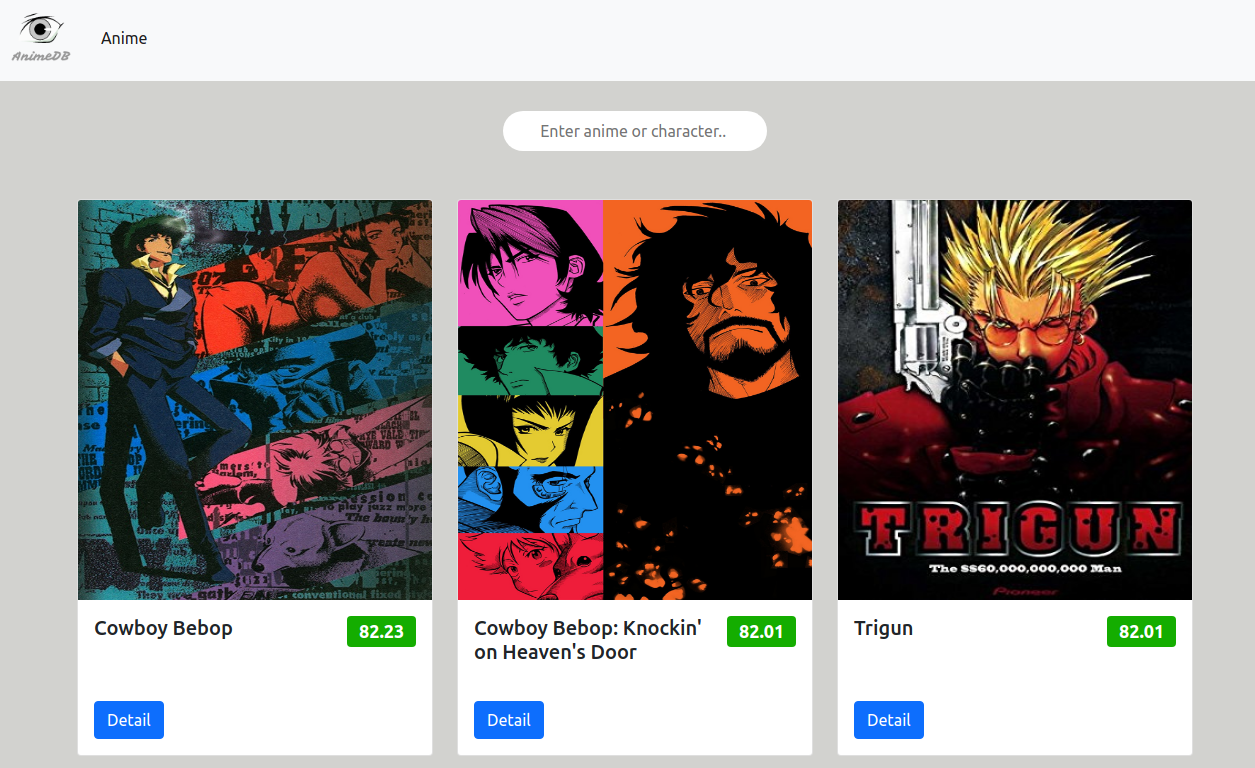 AnimeDB
Anime
Enter anime or character..
TRIGUN
The $$60,000,000,000 Man
Pioneer
Cowboy Bebop
82.23
Cowboy Bebop: Knockin'
on Heaven's Door
82.01
Trigun
82.01
Detail
Detail
Detail